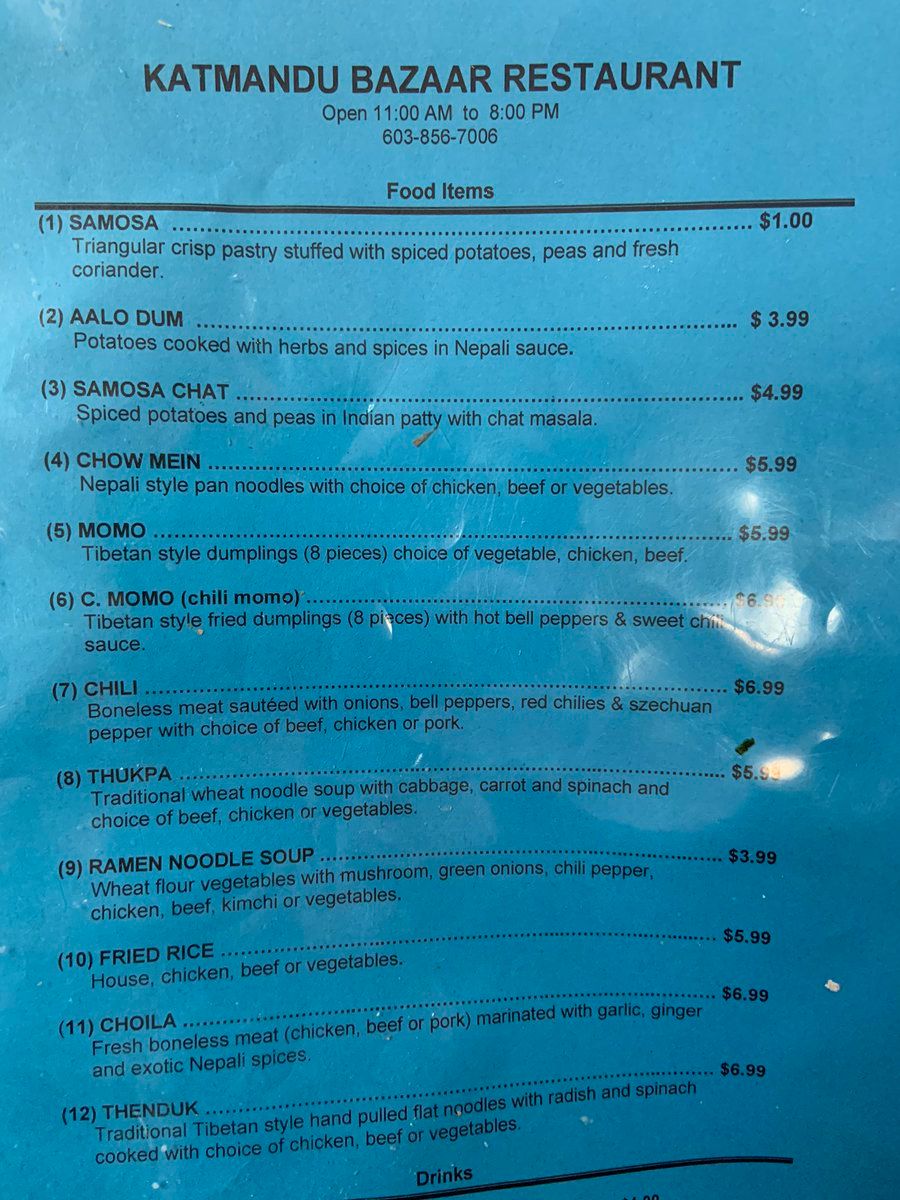 KATMANDU BAZAAR RESTAURANT
Open 11:00 AM to 8:00 PM
603-856-7006
Food Items
(1) SAMOSA ........ $1.00
Triangular crisp pastry stuffed with spiced potatoes, peas and fresh
coriander.
(2) AALO DUM ........ $ 3.99
Potatoes cooked with herbs and spices in Nepali sauce.
(3) SAMOSA CHAT ........ $4.99
Spiced potatoes and peas in Indian patty with chat masala.
(4) CHOW MEIN ........ $5.99
Nepali style pan noodles with choice of chicken, beef or vegetables.
(5) MOMO ........ $5.99
Tibetan style dumplings (8 pieces) choice of vegetable, chicken, beef.
(6) C. MOMO (chili momo) ........ $6.99
Tibetan style fried dumplings (8 pieces) with hot bell peppers & sweet chili
sauce.
(7) CHILI ........ $6.99
Boneless meat sautéed with onions, bell peppers, red chilies & szechuan
pepper with choice of beef, chicken or pork.
(8) THUKPA ........ $5.99
Traditional wheat noodle soup with cabbage, carrot and spinach and
choice of beef, chicken or vegetables.
(9) RAMEN NOODLE SOUP ........ $3.99
Wheat flour vegetables with mushroom, green onions, chili pepper,
chicken, beef, kimchi or vegetables.
(10) FRIED RICE ........ $5.99
House, chicken, beef or vegetables.
(11) CHOILA ........ $6.99
Fresh boneless meat (chicken, beef or pork) marinated with garlic, ginger
and exotic Nepali spices.
(12) THENDUK ........ $6.99
Traditional Tibetan style hand pulled flat noodles with radish and spinach
cooked with choice of chicken, beef or vegetables.
Drinks